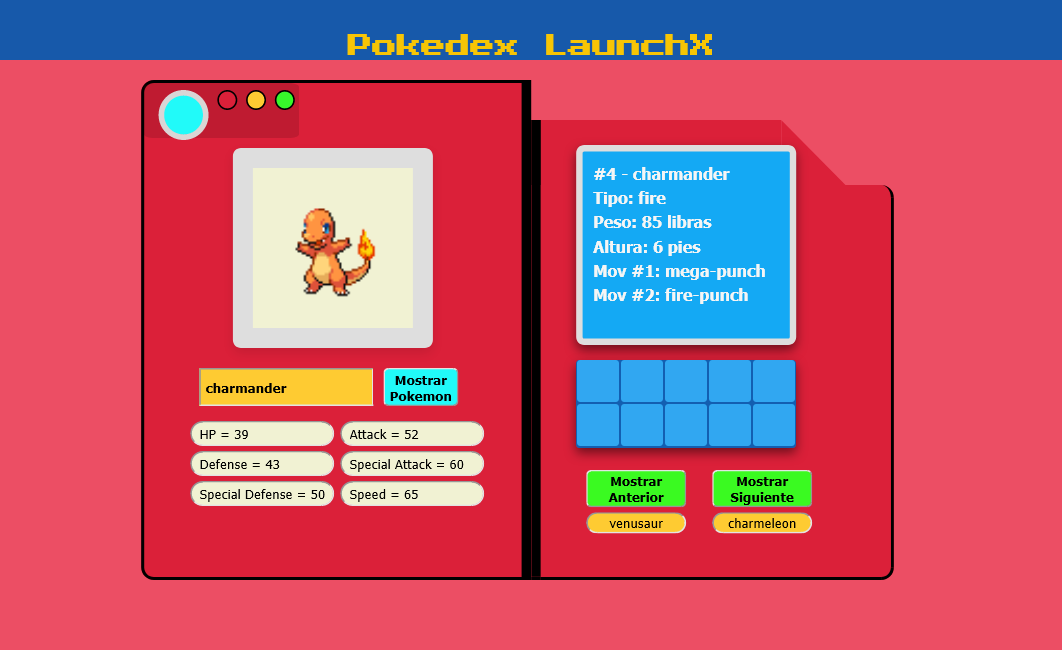 Pokedex LaunchX
#4 - charmander
Tipo: fire
Peso: 85 libras
Altura: 6 pies
Mov #1: mega-punch
Mov #2: fire-punch
charmander
Mostrar
Pokemon
HP = 39
Attack = 52
Defense = 43
Special Attack = 60
Special Defense = 50
Speed = 65
Mostrar
Anterior
Mostrar
Siguiente
venusaur
charmeleon